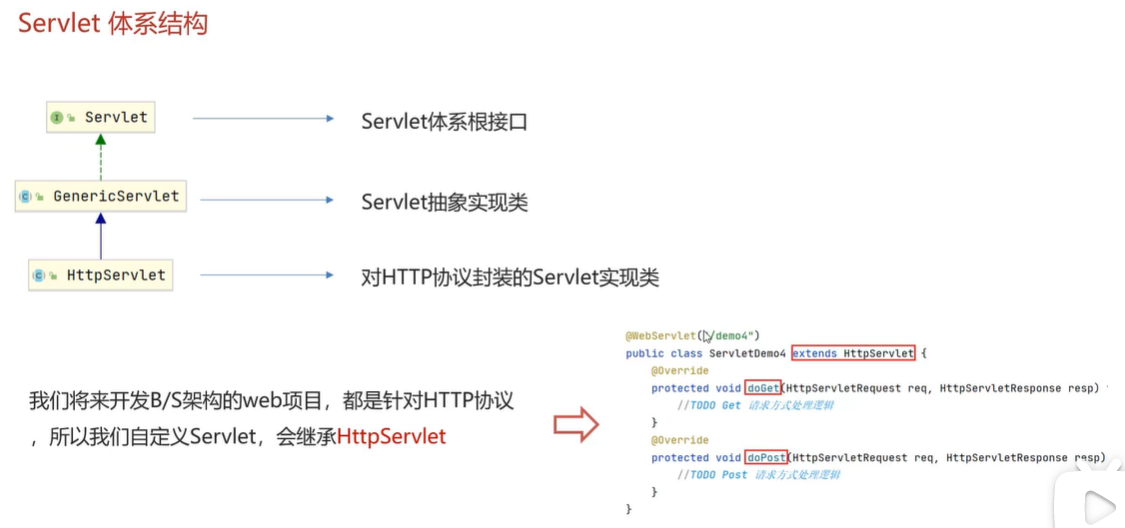 Servlet 体系结构
Servlet
Servlet体系根接口
GenericServlet
Servlet抽象实现类
HttpServlet
对HTTP协议封装的Servlet实现类
我们将来开发B/S架构的web项目，都是针对HTTP协议
，所以我们自定义Servlet，会继承HttpServlet
@WebServlet("/demo4")
public class ServletDemo4 extends HttpServlet {
@Override
protected void doGet(HttpServletRequest req, HttpServletResponse resp)
//TODO Get 请求方式处理逻辑
}
@Override
protected void doPost(HttpServletRequest req, HttpServletResponse resp)
//TODO Post 请求方式处理逻辑
}
}